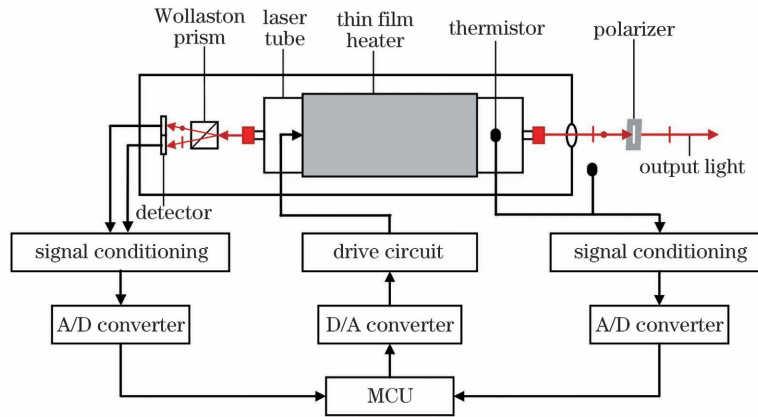 Wollaston
prism
laser
tube
thin film
heater
thermistor
polarizer
output light
detector
signal conditioning
drive circuit
signal conditioning
A/D converter
D/A converter
A/D converter
MCU